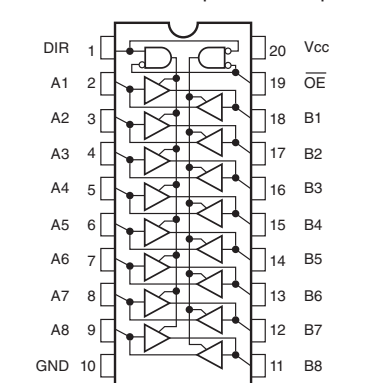 DIR 1 20 Vcc
A1 2 19 OE
A2 3 18 B1
A3 4 17 B2
A4 5 16 B3
A5 6 15 B4
A6 7 14 B5
A7 8 13 B6
A8 9 12 B7
GND 10 11 B8